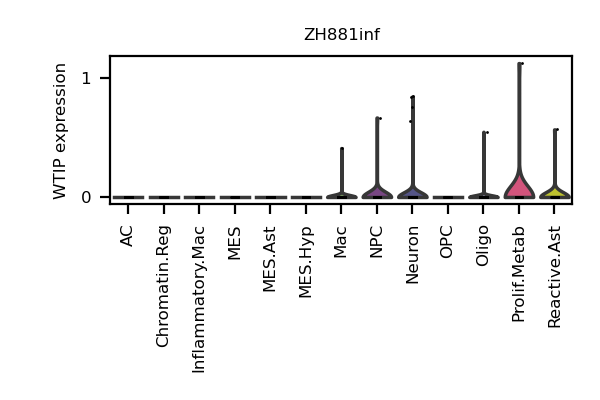 ZH881inf
WTIP expression
1
0
AC
Chromatin.Reg
Inflammatory.Mac
MES
MES.Ast
MES.Hyp
Mac
NPC
Neuron
OPC
Oligo
Prolif.Metab
Reactive.Ast